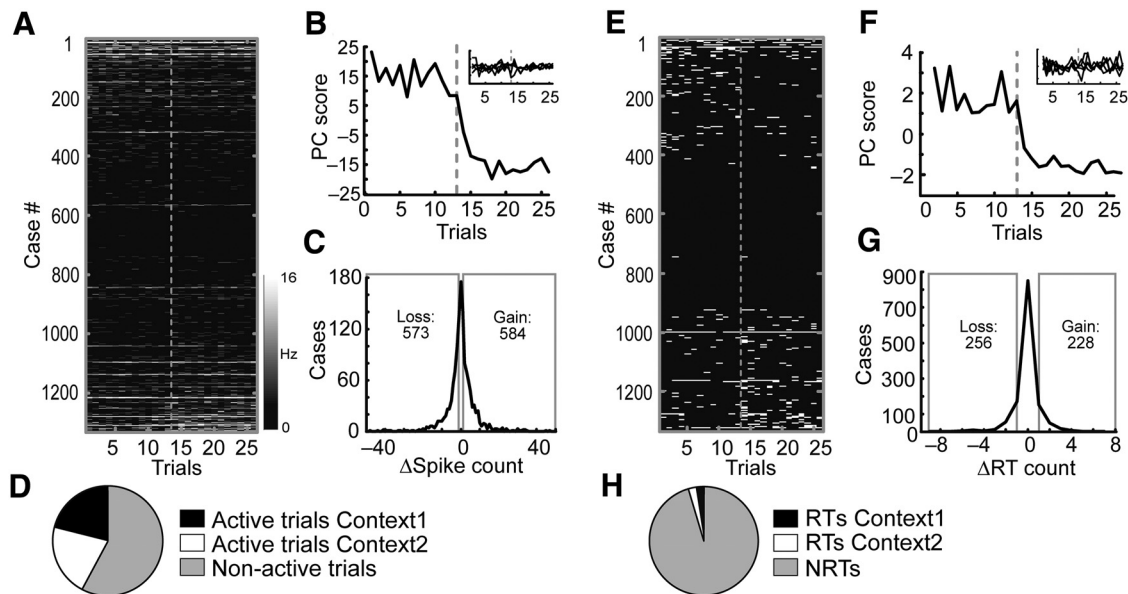 A
Case #
1
200
400
600
800
1000
1200
5 10 15 20 25
Trials
16
Hz
0
B
PC score
25
15
5
−5
−15
−25
0 5 10 15 20 25
Trials
5 15 25
C
Cases
180
120
60
0
Loss:
573
Gain:
584
−40 0 40
ΔSpike count
D
Active trials Context1
Active trials Context2
Non-active trials
E
Case #
1
200
400
600
800
1000
1200
5 10 15 20 25
Trials
F
PC score
4
2
0
−2
0 5 10 15 20 25
Trials
5 15 25
G
Cases
900
700
500
300
100
0
Loss:
256
Gain:
228
−8 −4 0 4 8
ΔRT count
H
RTs Context1
RTs Context2
NRTs